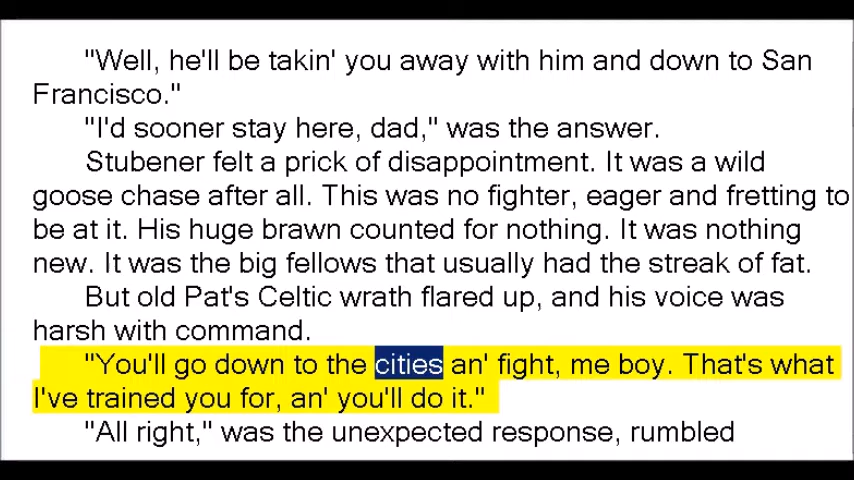 "Well, he'll be takin' you away with him and down to San
Francisco."
"I'd sooner stay here, dad," was the answer.
Stubener felt a prick of disappointment. It was a wild
goose chase after all. This was no fighter, eager and fretting to
be at it. His huge brawn counted for nothing. It was nothing
new. It was the big fellows that usually had the streak of fat.
But old Pat's Celtic wrath flared up, and his voice was
harsh with command.
"You'll go down to the cities an' fight, me boy. That's what
I've trained you for, an' you'll do it."
"All right," was the unexpected response, rumbled